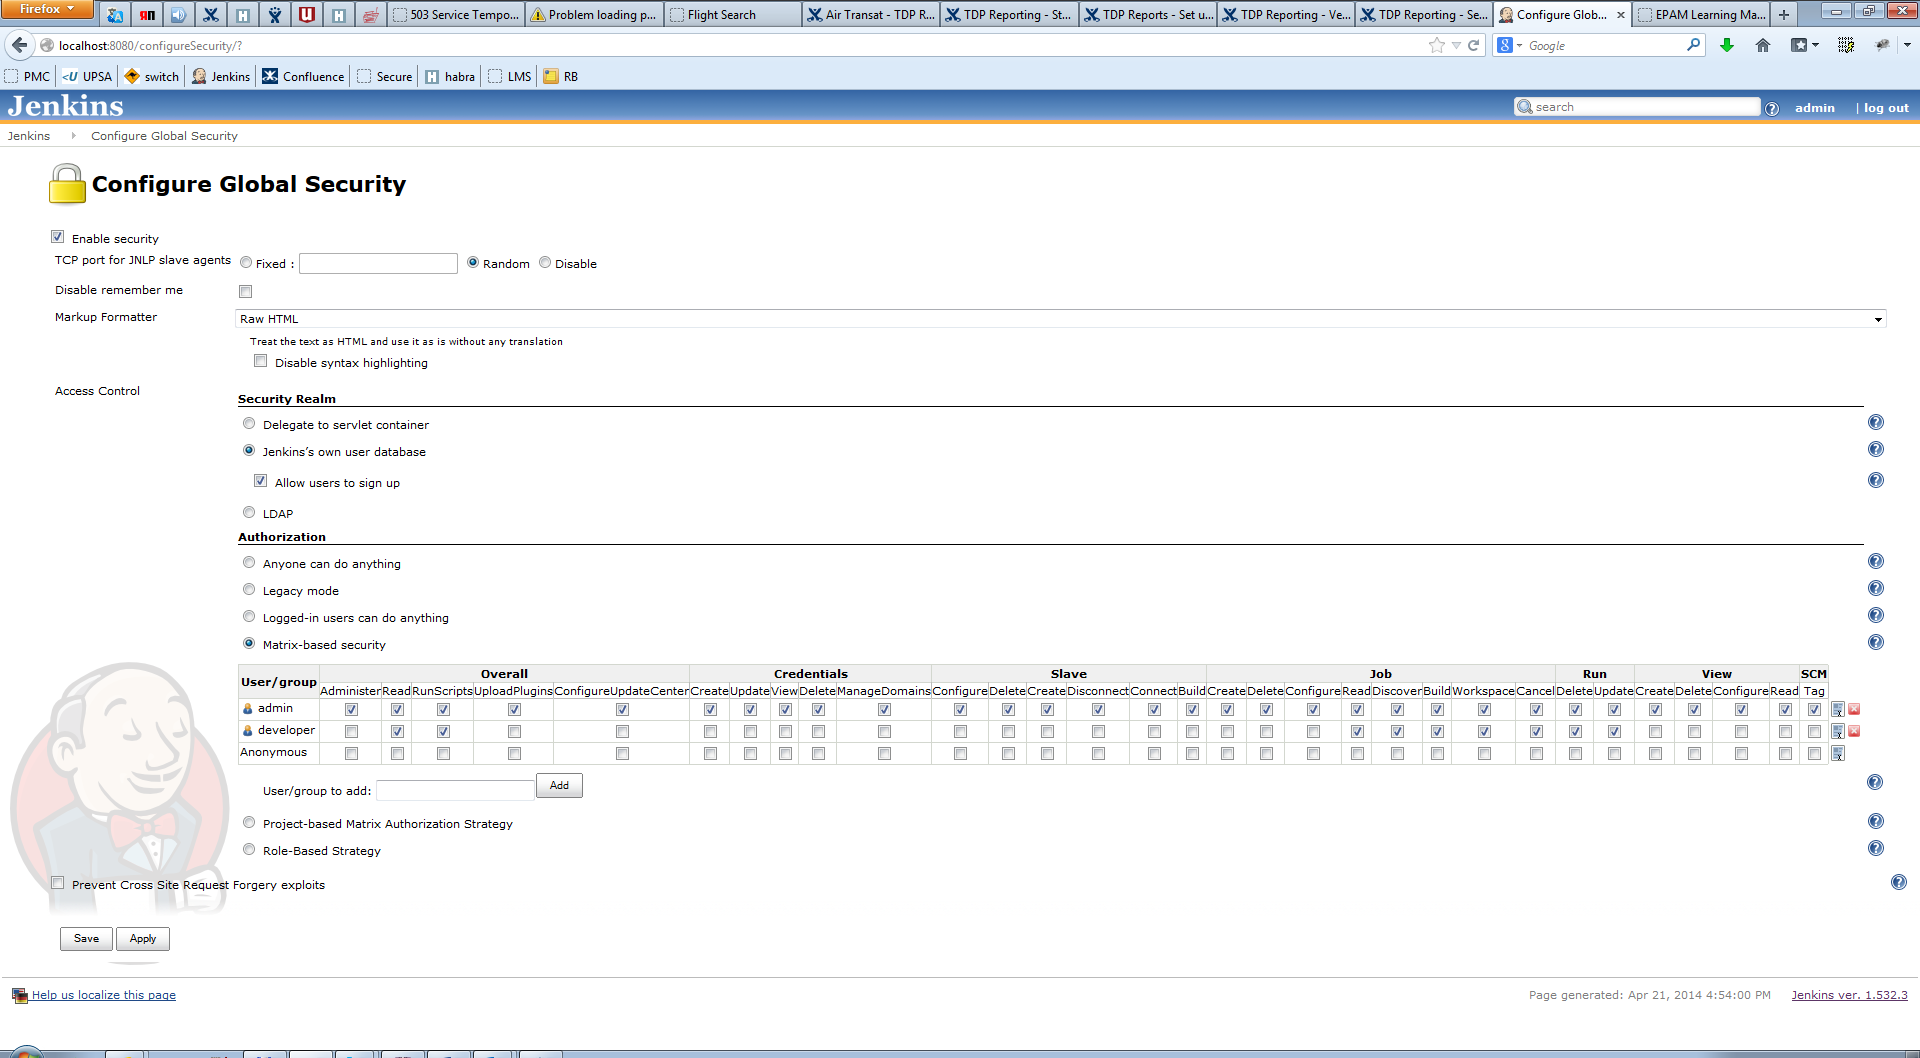 Firefox
ЯП
503 Service Tempo...
Problem loading p...
Flight Search
Air Transat - TDP R...
TDP Reporting - St...
TDP Reports - Set u...
TDP Reporting - Ve...
TDP Reporting - Se...
Configure Glob...
EPAM Learning Ma...
localhost:8080/configureSecurity/?
Google
PMC
UPSA
switch
Jenkins
Confluence
Secure
habra
LMS
RB
Jenkins
search
admin
| log out
Jenkins
Configure Global Security
Configure Global Security
Enable security
TCP port for JNLP slave agents
Fixed :
Random
Disable
Disable remember me
Markup Formatter
Raw HTML
Treat the text as HTML and use it as is without any translation
Disable syntax highlighting
Access Control
Security Realm
Delegate to servlet container
Jenkins's own user database
Allow users to sign up
LDAP
Authorization
Anyone can do anything
Legacy mode
Logged-in users can do anything
Matrix-based security
User/group Overall Credentials Slave Job Run View SCM
Administer Read RunScripts UploadPlugins ConfigureUpdateCenter Create Update View Delete ManageDomains Configure Delete Create Disconnect Connect Build Create Delete Configure Read Discover Build Workspace Cancel Delete Update Create Delete Configure Read Tag
admin
developer
Anonymous
User/group to add:
Add
Project-based Matrix Authorization Strategy
Role-Based Strategy
Prevent Cross Site Request Forgery exploits
Save
Apply
Help us localize this page
Page generated: Apr 21, 2014 4:54:00 PM
Jenkins ver. 1.532.3